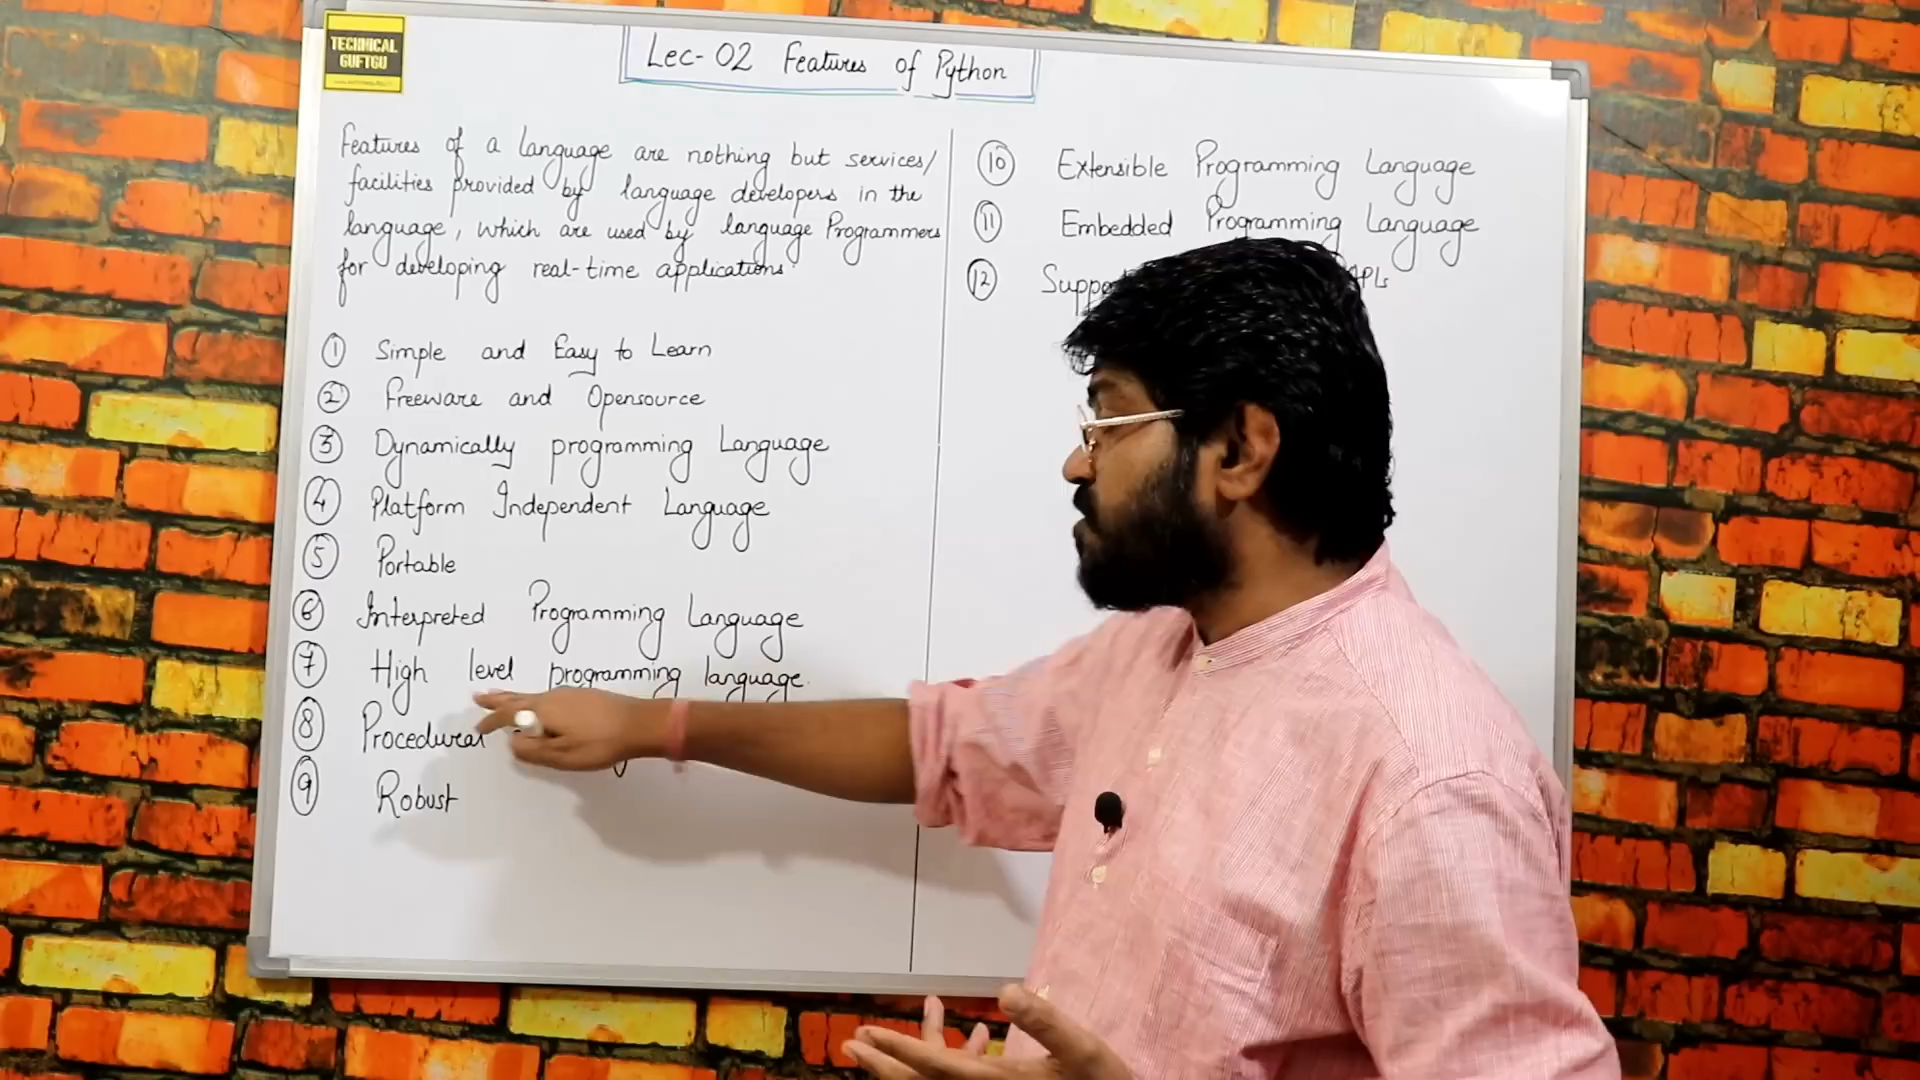 TECHNICAL
GUFTGU
Lec-02 Features of Python
Features of a language are nothing but services/
facilities provided by language developers in the
language, which are used by language Programmers
for developing real-time applications.
① Simple and Easy to Learn
② Freeware and Opensource
③ Dynamically programming Language
④ Platform Independent Language
⑤ Portable
⑥ Interpreted Programming Language
⑦ High level programming language.
⑧ Procedural
⑨ Robust
⑩ Extensible Programming Language
⑪ Embedded Programming Language
⑫